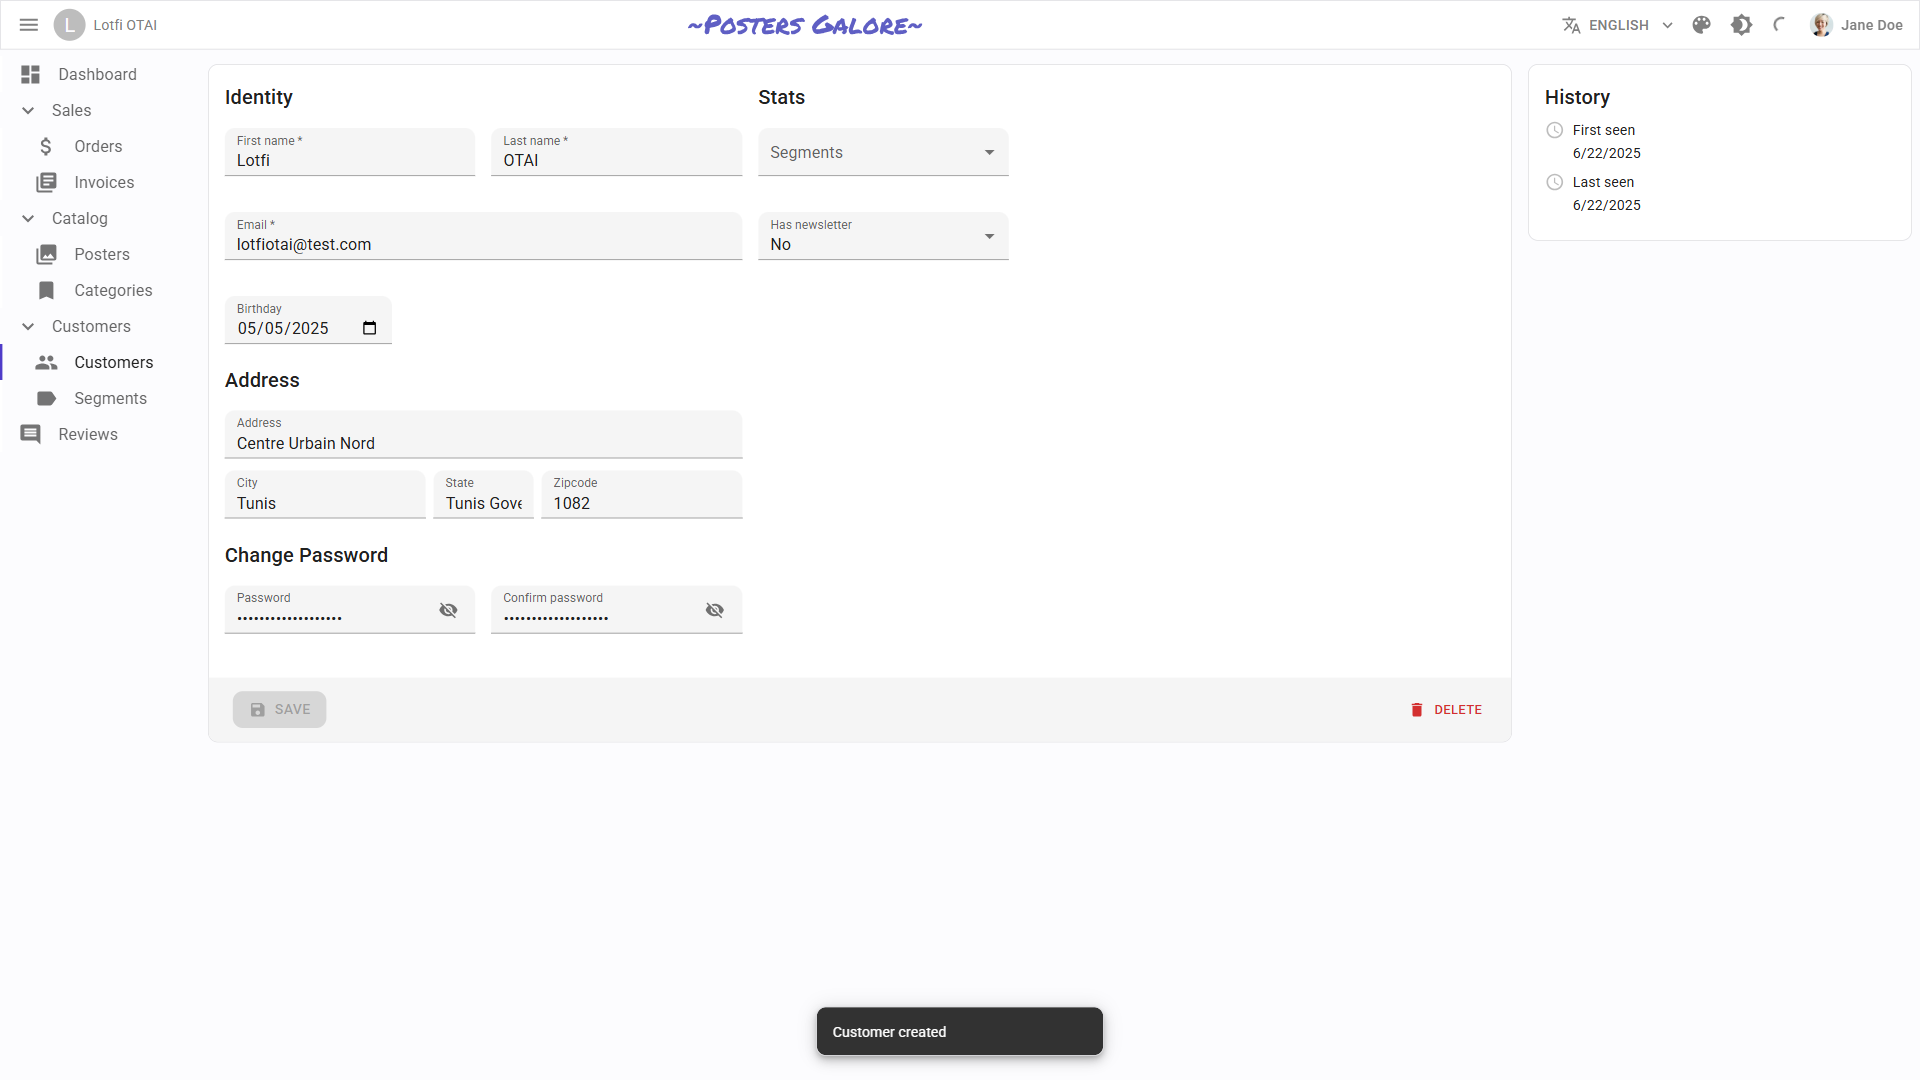 L Lotfi OTAI
~Posters Galore~
ENGLISH
Jane Doe
Dashboard
Sales
Orders
Invoices
Catalog
Posters
Categories
Customers
Customers
Segments
Reviews
Identity
First name *
Lotfi
Last name *
OTAI
Email *
lotfiotai@test.com
Birthday
05/05/2025
Address
Address
Centre Urbain Nord
City
Tunis
State
Tunis Gove
Zipcode
1082
Change Password
Password
•••••••••••••••••••
Confirm password
•••••••••••••••••••
Stats
Segments
Has newsletter
No
SAVE
DELETE
History
First seen
6/22/2025
Last seen
6/22/2025
Customer created